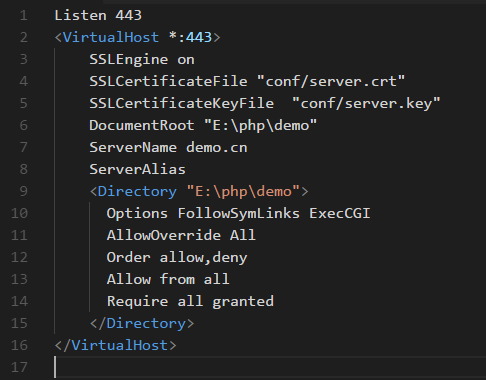 1 Listen 443
2 <VirtualHost *:443>
3 SSLEngine on
4 SSLCertificateFile "conf/server.crt"
5 SSLCertificateKeyFile  "conf/server.key"
6 DocumentRoot "E:\php\demo"
7 ServerName demo.cn
8 ServerAlias
9 <Directory "E:\php\demo">
10 Options FollowSymLinks ExecCGI
11 AllowOverride All
12 Order allow,deny
13 Allow from all
14 Require all granted
15 </Directory>
16 </VirtualHost>
17